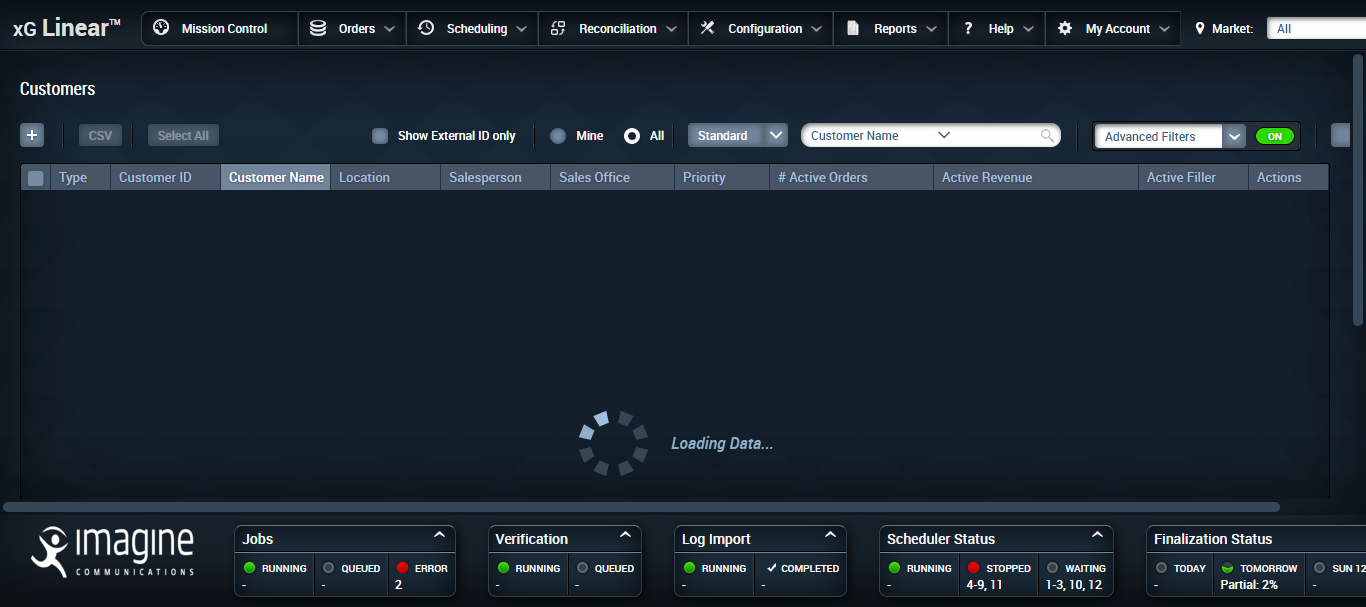 xG Linear™ Mission Control Orders Scheduling Reconciliation Configuration Reports ? Help My Account Market: All
Customers
+ CSV Select All Show External ID only Mine All Standard Customer Name Advanced Filters ON
Type Customer ID Customer Name Location Salesperson Sales Office Priority # Active Orders Active Revenue Active Filler Actions
Loading Data...
imagine
COMMUNICATIONS
Jobs
RUNNING QUEUED ERROR
- - 2
Verification
RUNNING QUEUED
- -
Log Import
RUNNING COMPLETED
- -
Scheduler Status
RUNNING STOPPED WAITING
- 4-9, 11 1-3, 10, 12
Finalization Status
TODAY TOMORROW SUN 12
- Partial: 2% -